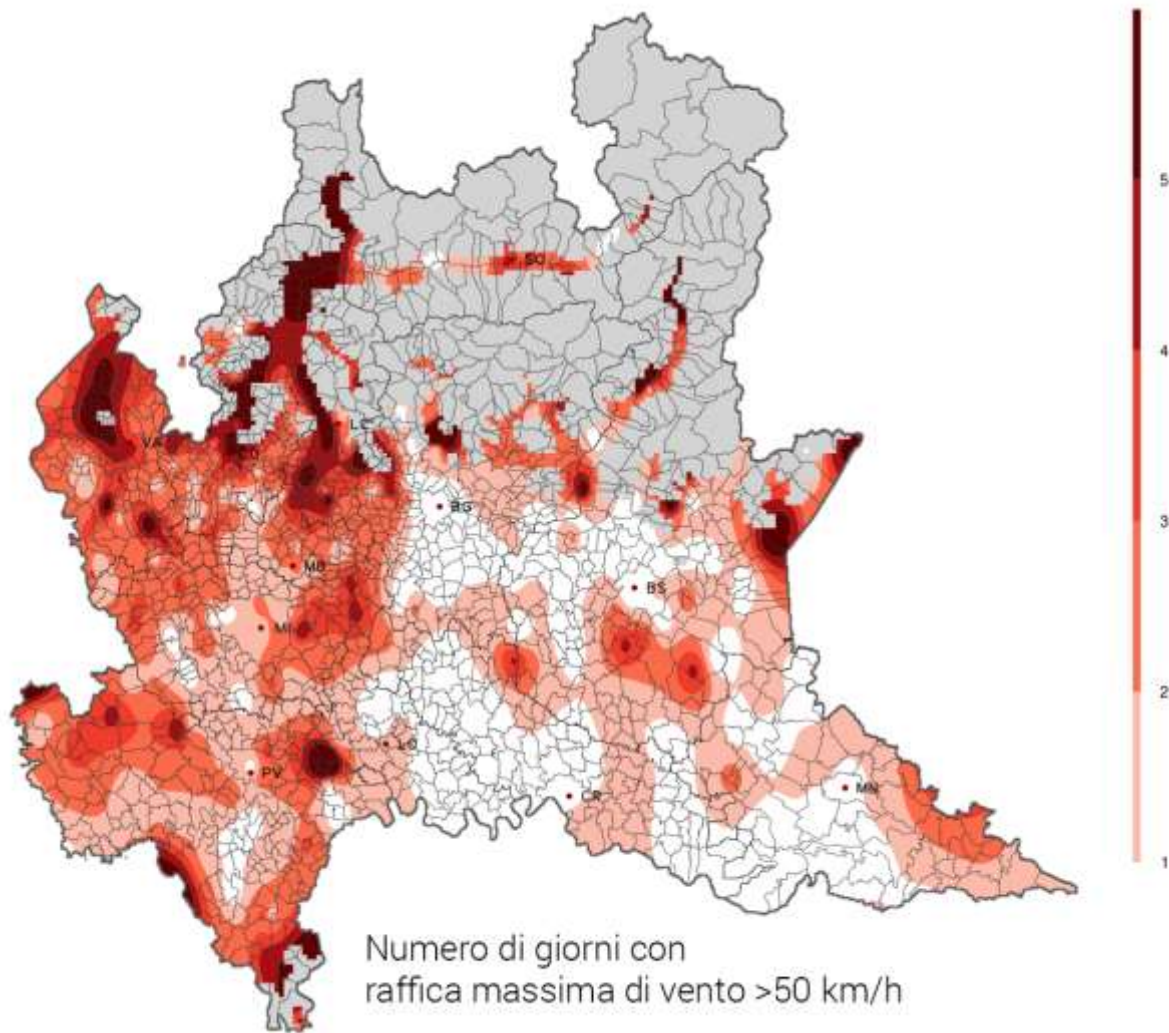 5
SO
4
LC
VA
CO
3
BG
MB
BS
MI
2
LO
PV
MN
CR
1
Numero di giorni con
raffica massima di vento >50 km/h